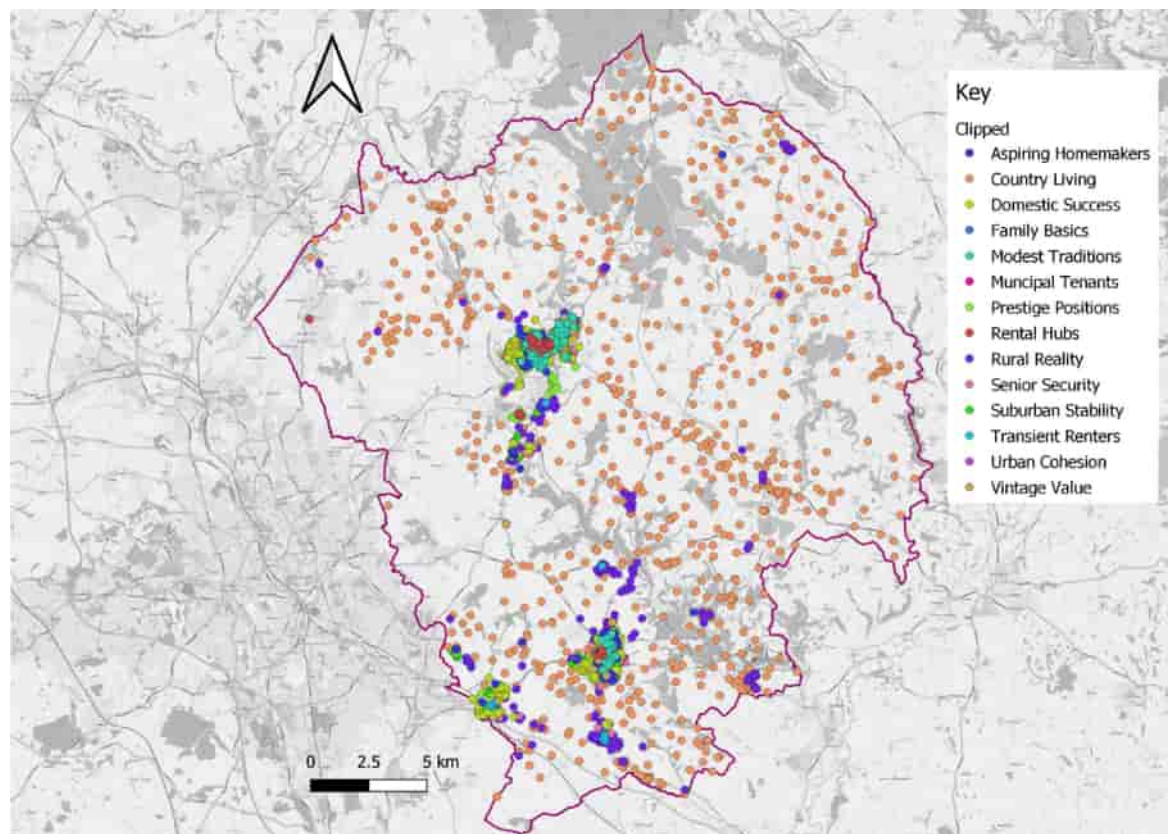 Key
Clipped
Aspiring Homemakers
Country Living
Domestic Success
Family Basics
Modest Traditions
Muncipal Tenants
Prestige Positions
Rental Hubs
Rural Reality
Senior Security
Suburban Stability
Transient Renters
Urban Cohesion
Vintage Value
0 2.5 5 km